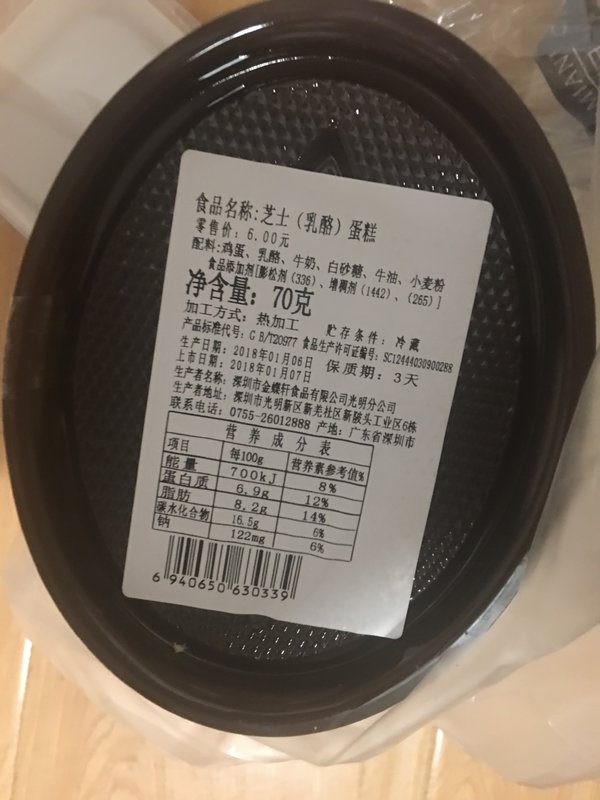 食品名称:芝士（乳酪）蛋糕
零售价：6.00元
配料:鸡蛋、乳酪、牛奶、白砂糖、牛油、小麦粉
食品添加剂[膨松剂（336）、增稠剂（1442）、（265）]
净含量：70克
加工方式：热加工 贮存条件：冷藏
产品标准代号：GB/T20977 食品生产许可证编号：SC12444030900288
生产日期：2018年01月06日 保质期：3天
上市日期：2018年01月07日
生产者名称：深圳市金蝶轩食品有限公司光明分公司
生产者地址：深圳市光明新区新羌社区新陂头工业区6栋
联系电话：0755-26012888 产地：广东省深圳市
营养成分表
项目 每100g 营养素参考值%
能量 700kJ 8%
蛋白质 6.9g 12%
脂肪 8.2g 14%
碳水化合物 16.5g 6%
钠 122mg 6%
6 940650 630339
MIAN